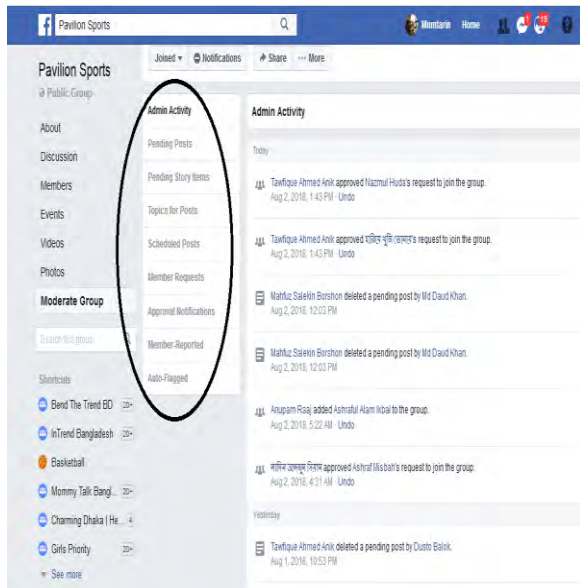 Pavilion Sports
Mumtarin Home
1 13
Pavilion Sports
Public Group
About
Discussion
Members
Events
Videos
Photos
Moderate Group
Search this group
Shortcuts
Bend The Trend BD 20+
InTrend Bangladesh 20+
Basketball
Mommy Talk Bangl... 20+
Charming Dhaka | He... 4
Girls Priority 20+
See more
Joined Notifications Share ··· More
Admin Activity
Pending Posts
Pending Story Items
Topics for Posts
Scheduled Posts
Member Requests
Approval Notifications
Member-Reported
Auto-Flagged
Admin Activity
Today
Tawfique Ahmed Anik approved Nazmul Huda's request to join the group.
Aug 2, 2018, 1:43 PM · Undo
Tawfique Ahmed Anik approved 's request to join the group.
Aug 2, 2018, 1:43 PM · Undo
Mahfuz Salekin Borshon deleted a pending post by Md Daud Khan.
Aug 2, 2018, 12:03 PM
Mahfuz Salekin Borshon deleted a pending post by Md Daud Khan.
Aug 2, 2018, 12:03 PM
Anupam Raaj added Ashraful Alam Ikbal to the group.
Aug 2, 2018, 5:22 AM · Undo
approved Ashraf Misbah's request to join the group.
Aug 2, 2018, 4:31 AM · Undo
Yesterday
Tawfique Ahmed Anik deleted a pending post by Dusto Balok.
Aug 1, 2018, 10:53 PM